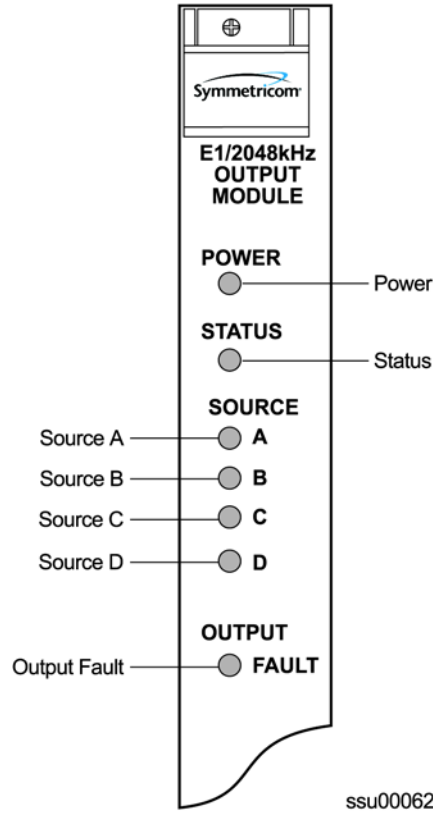 Symmetricom
E1/2048kHz
OUTPUT
MODULE
POWER
Power
STATUS
Status
SOURCE
Source A A
Source B B
Source C C
Source D D
OUTPUT
Output Fault FAULT
ssu00062